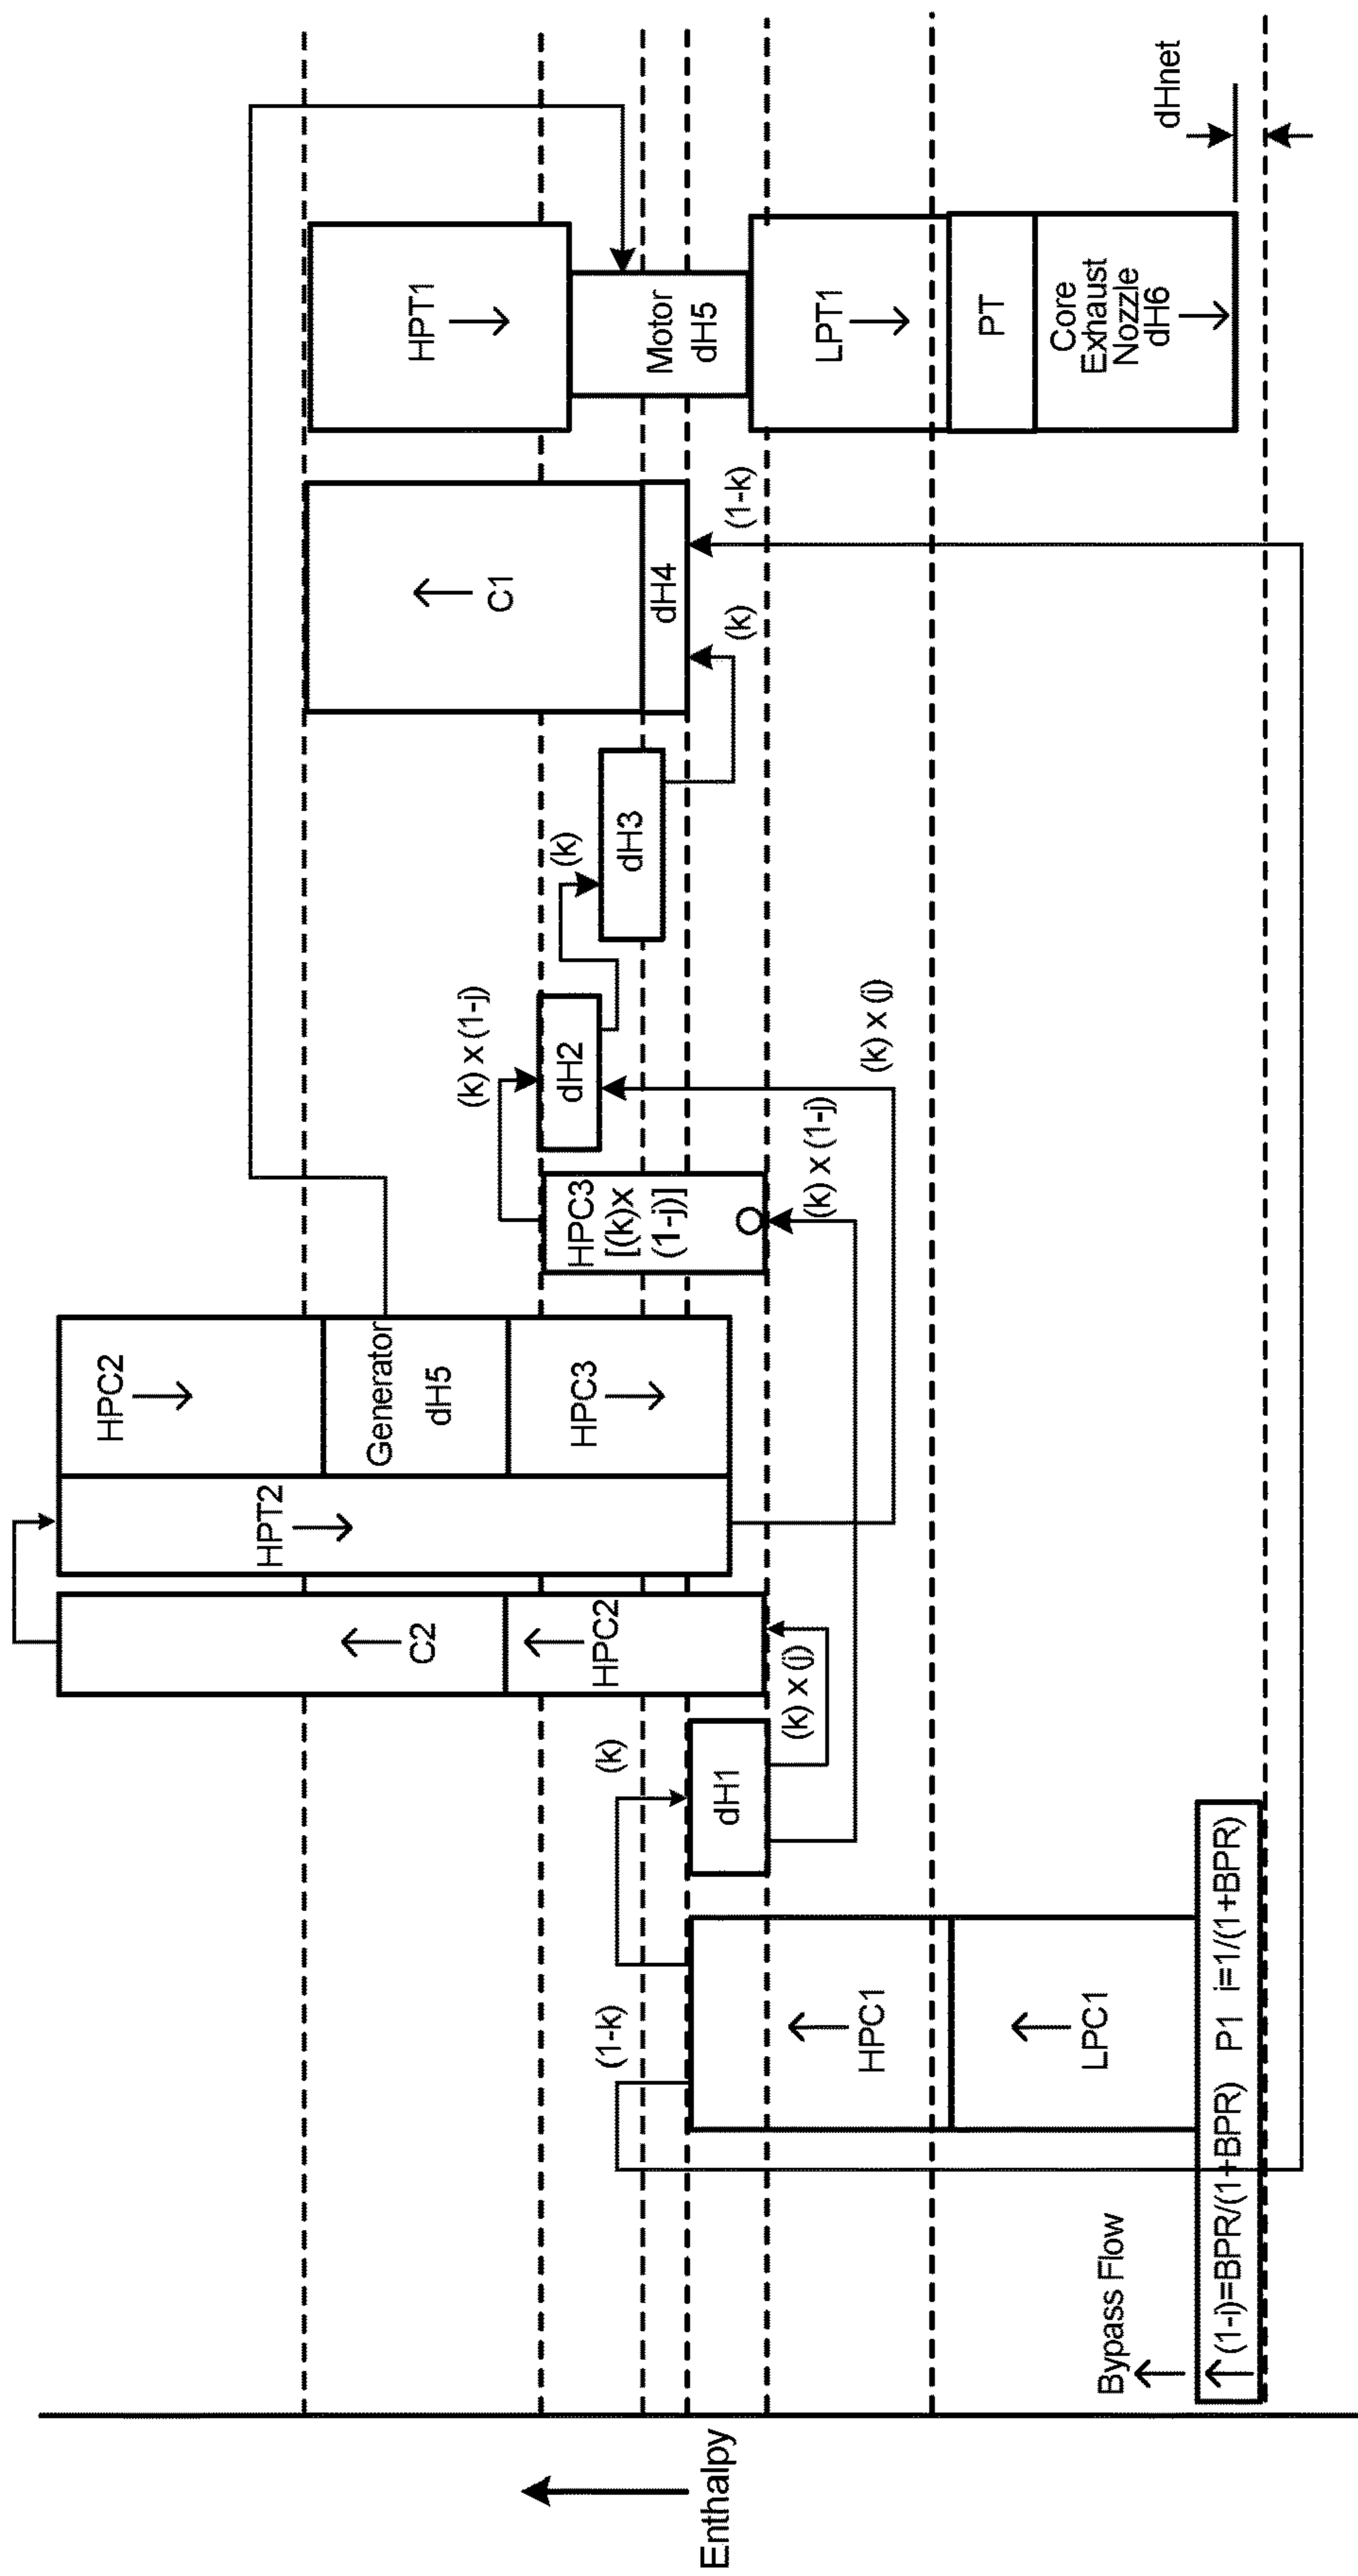 Enthalpy
Bypass Flow
(1-i)=BPR/(1+BPR) P1 i=1/(1+BPR)
LPC1
HPC1
(1-k)
(k)
dH1
(k) x (j)
C2
HPC2
HPT2
HPC2
Generator
dH5
HPC3
HPC3
[(k)x
(1-j)]
(k) x (1-j)
(k) x (1-j)
dH2
(k) x (j)
(k)
dH3
C1
dH4
(k)
(1-k)
HPT1
Motor
dH5
LPT1
PT
Core
Exhaust
Nozzle
dH6
dHnet